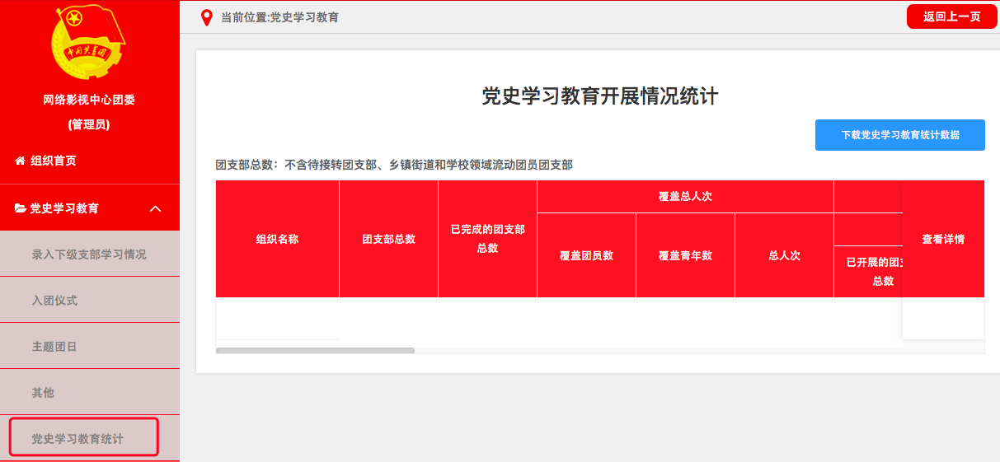 中国共青团
网络影视中心团委
(管理员)
组织首页
党史学习教育
录入下级支部学习情况
入团仪式
主题团日
其他
党史学习教育统计
当前位置:党史学习教育
返回上一页
党史学习教育开展情况统计
下载党史学习教育统计数据
团支部总数：不含待接转团支部、乡镇街道和学校领域流动团员团支部
组织名称
团支部总数
已完成的团支部
总数
覆盖总人次
覆盖团员数
覆盖青年数
总人次
已开展的团支
总数
查看详情